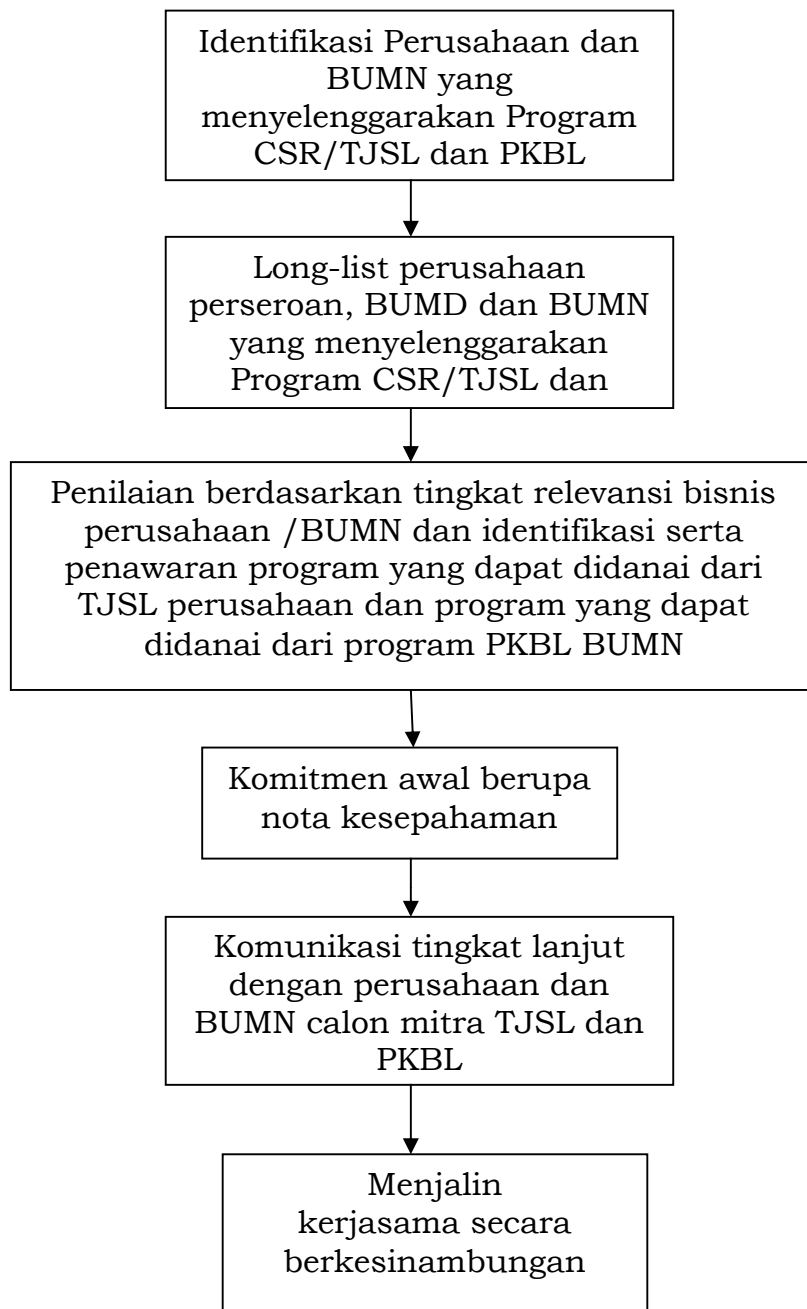 Identifikasi Perusahaan dan
BUMN yang
menyelenggarakan Program
CSR/TJSL dan PKBL
Long-list perusahaan
perseroan, BUMD dan BUMN
yang menyelenggarakan
Program CSR/TJSL dan
Penilaian berdasarkan tingkat relevansi bisnis
perusahaan /BUMN dan identifikasi serta
penawaran program yang dapat didanai dari
TJSL perusahaan dan program yang dapat
didanai dari program PKBL BUMN
Komitmen awal berupa
nota kesepahaman
Komunikasi tingkat lanjut
dengan perusahaan dan
BUMN calon mitra TJSL dan
PKBL
Menjalin
kerjasama secara
berkesinambungan